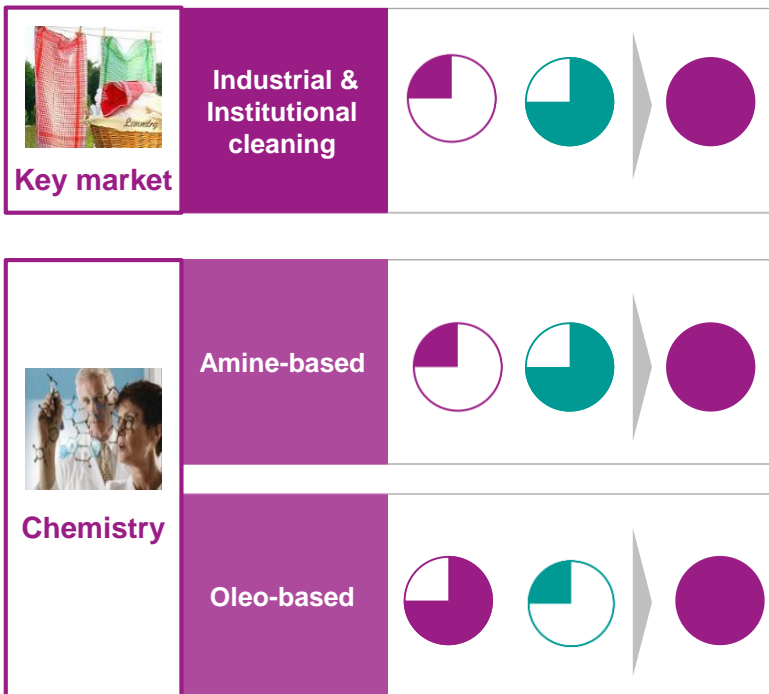 Industrial &
Institutional
cleaning
Laundry
Key market
Amine-based
Chemistry
Oleo-based